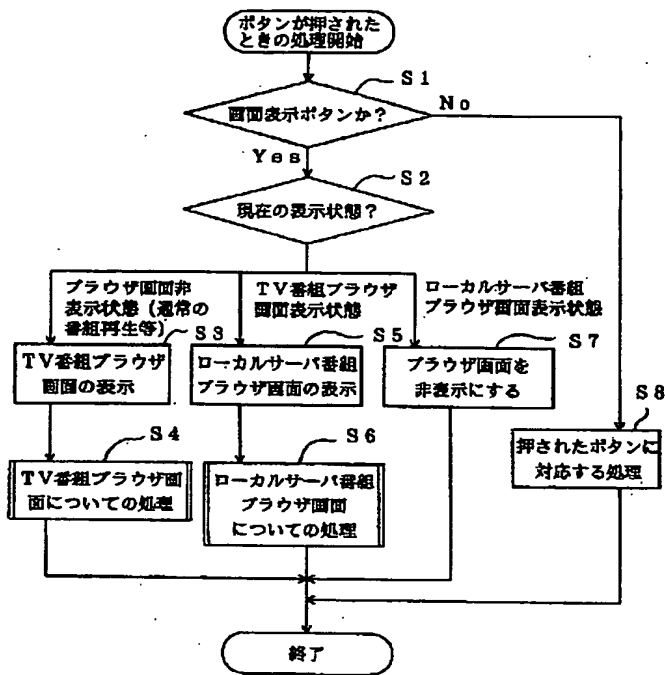 ボタンが押された
ときの処理開始
S1
画面表示ボタンか?
No
Yes
S2
現在の表示状態?
ブラウザ画面非
表示状態(通常の
番組再生等)
TV番組ブラウザ
画面表示状態
ローカルサーバ番組
ブラウザ画面表示状態
S3
TV番組ブラウザ
画面の表示
S5
ローカルサーバ番組
ブラウザ画面の表示
S7
ブラウザ画面を
非表示にする
S8
押されたボタンに
対応する処理
S4
TV番組ブラウザ画
面についての処理
S6
ローカルサーバ番組
ブラウザ画面
についての処理
終了